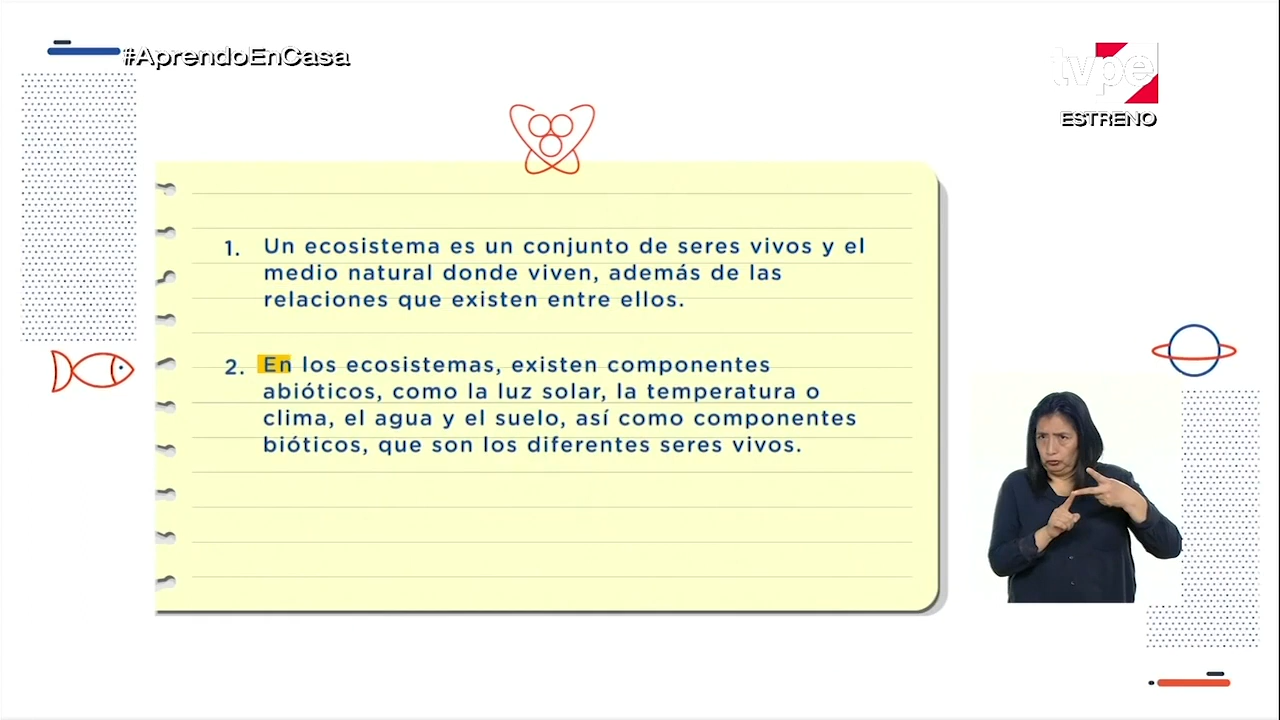 #AprendoEnCasa
tvpe
ESTRENO
1. Un ecosistema es un conjunto de seres vivos y el
medio natural donde viven, además de las
relaciones que existen entre ellos.
2. En los ecosistemas, existen componentes
abióticos, como la luz solar, la temperatura o
clima, el agua y el suelo, así como componentes
bióticos, que son los diferentes seres vivos.